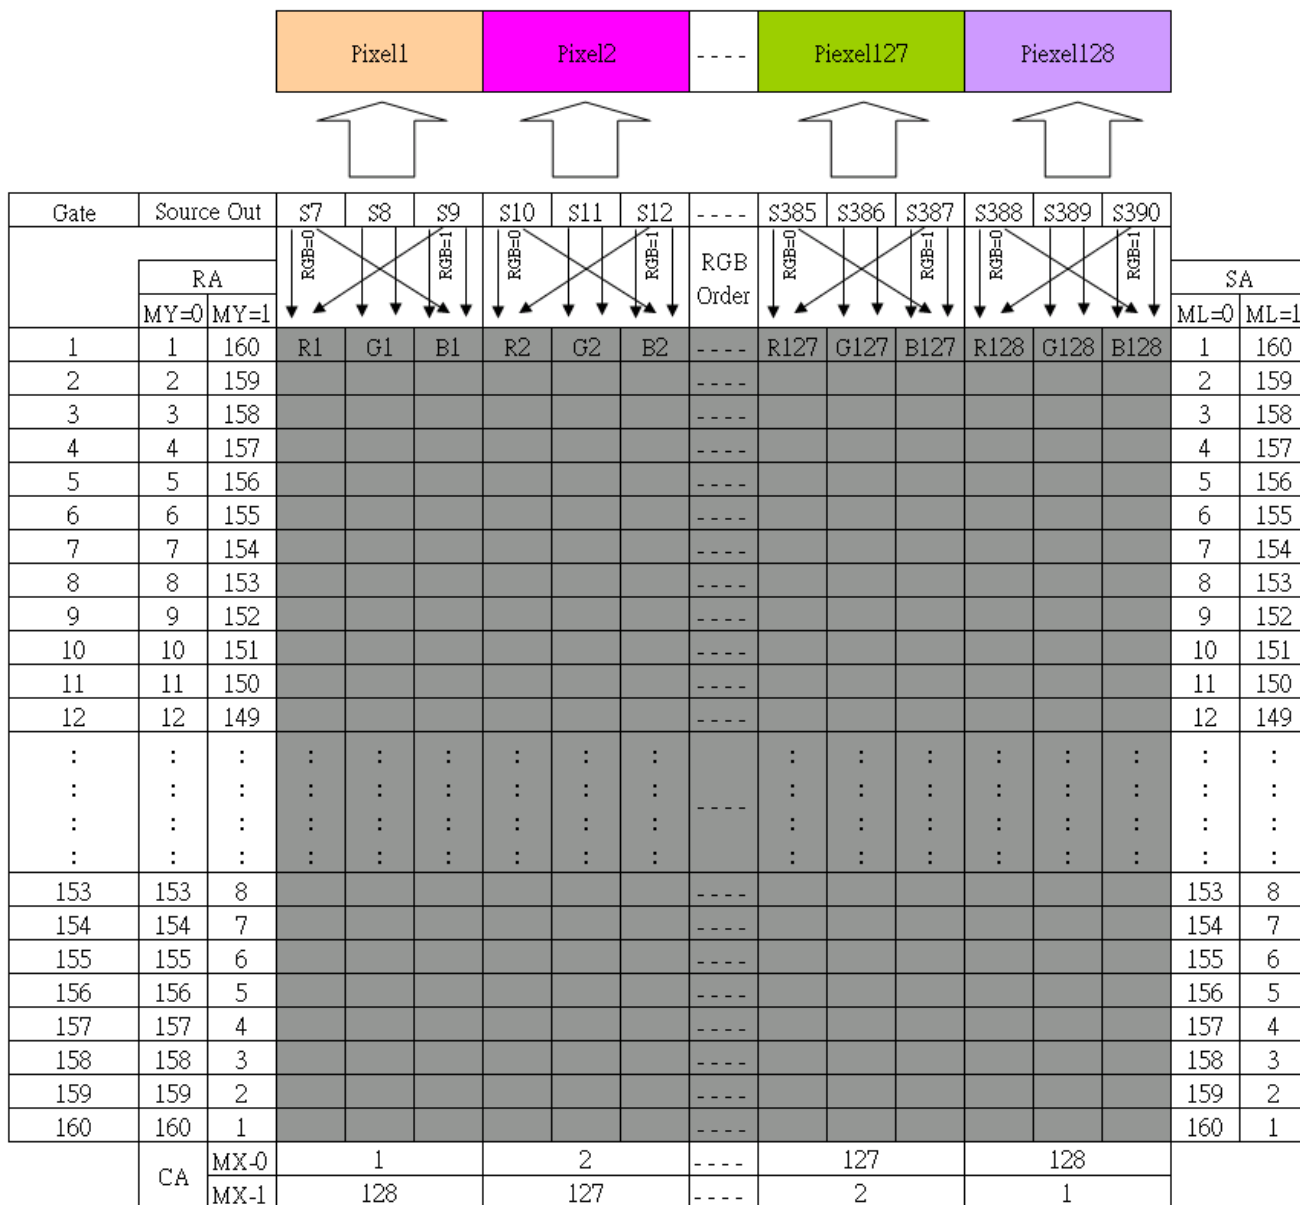 Pixel1 Pixel2 ---- Piexel127 Piexel128
Gate Source Out S7 S8 S9 S10 S11 S12 ---- S385 S386 S387 S388 S389 S390
RGB=0 RGB=1 RGB=0 RGB=1 RGB RGB=0 RGB=1 RGB=0 RGB=1
RA Order SA
MY=0 MY=1 ML=0 ML=1
1 1 160 R1 G1 B1 R2 G2 B2 ---- R127 G127 B127 R128 G128 B128 1 160
2 2 159 ---- 2 159
3 3 158 ---- 3 158
4 4 157 ---- 4 157
5 5 156 ---- 5 156
6 6 155 ---- 6 155
7 7 154 ---- 7 154
8 8 153 ---- 8 153
9 9 152 ---- 9 152
10 10 151 ---- 10 151
11 11 150 ---- 11 150
12 12 149 ---- 12 149
: : : : : : : : : : : : : : : : :
: : : : : : : : : : : : : : : : :
---- 
: : : : : : : : : : : : : : : : :
: : : : : : : : : : : : : : : : :
153 153 8 ---- 153 8
154 154 7 ---- 154 7
155 155 6 ---- 155 6
156 156 5 ---- 156 5
157 157 4 ---- 157 4
158 158 3 ---- 158 3
159 159 2 ---- 159 2
160 160 1 ---- 160 1
CA MX-0 1 2 ---- 127 128
MX-1 128 127 ---- 2 1